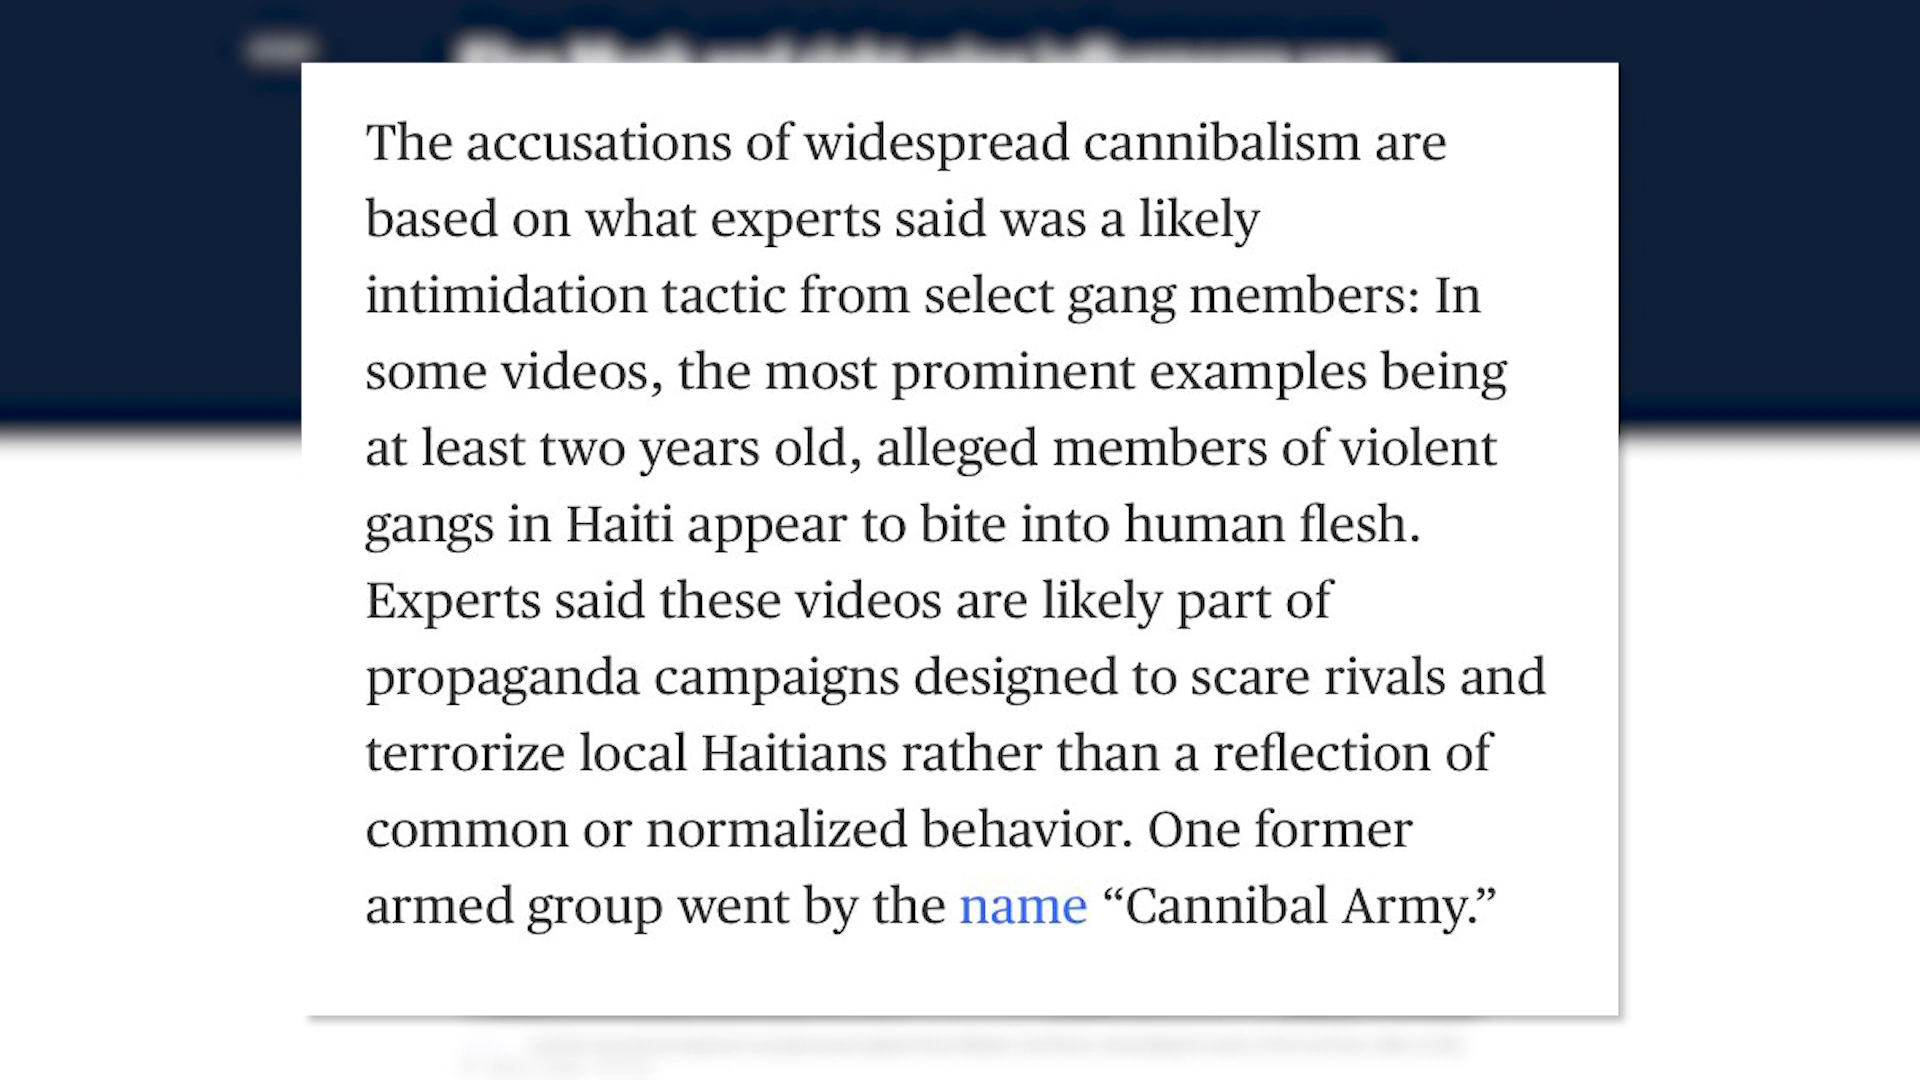 The accusations of widespread cannibalism are
based on what experts said was a likely
intimidation tactic from select gang members: In
some videos, the most prominent examples being
at least two years old, alleged members of violent
gangs in Haiti appear to bite into human flesh.
Experts said these videos are likely part of
propaganda campaigns designed to scare rivals and
terrorize local Haitians rather than a reflection of
common or normalized behavior. One former
armed group went by the name “Cannibal Army.”